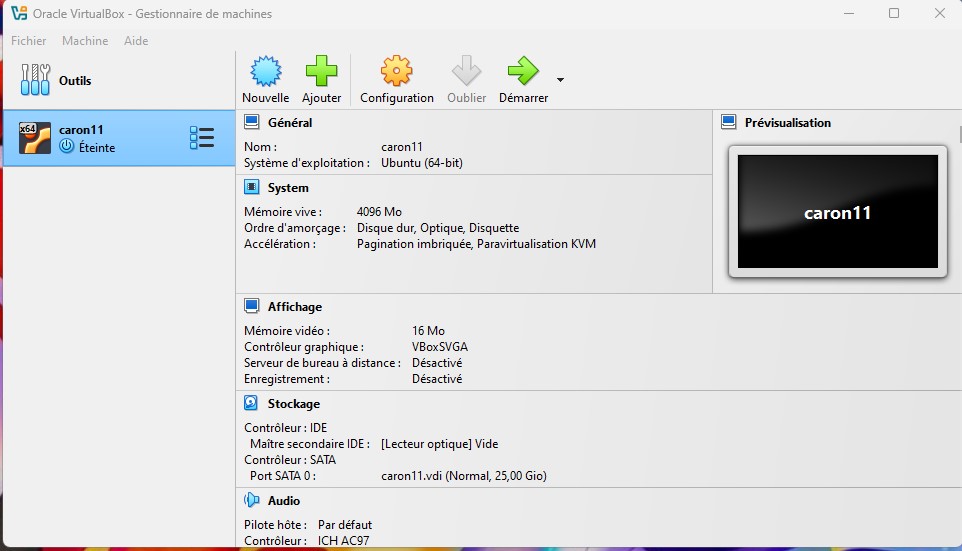 Oracle VirtualBox - Gestionnaire de machines
Fichier Machine Aide
Outils
Nouvelle Ajouter Configuration Oublier Démarrer
x64
caron11
Éteinte
Général
Nom : caron11
Système d'exploitation : Ubuntu (64-bit)
System
Mémoire vive : 4096 Mo
Ordre d'amorçage : Disque dur, Optique, Disquette
Accélération : Pagination imbriquée, Paravirtualisation KVM
Prévisualisation
caron11
Affichage
Mémoire vidéo : 16 Mo
Contrôleur graphique : VBoxSVGA
Serveur de bureau à distance : Désactivé
Enregistrement : Désactivé
Stockage
Contrôleur : IDE
Maître secondaire IDE : [Lecteur optique] Vide
Contrôleur : SATA
Port SATA 0 : caron11.vdi (Normal, 25,00 Gio)
Audio
Pilote hôte : Par défaut
Contrôleur : ICH AC97